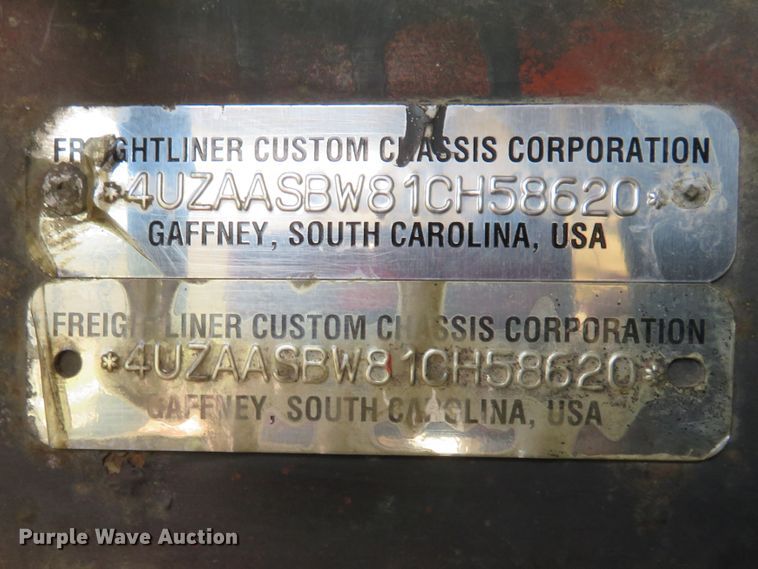 FREIGHTLINER CUSTOM CHASSIS CORPORATION
*4UZAASBW81CH58620*
GAFFNEY, SOUTH CAROLINA, USA
FREIGHTLINER CUSTOM CHASSIS CORPORATION
*4UZAASBW81CH58620*
GAFFNEY, SOUTH CAROLINA, USA
Purple Wave Auction